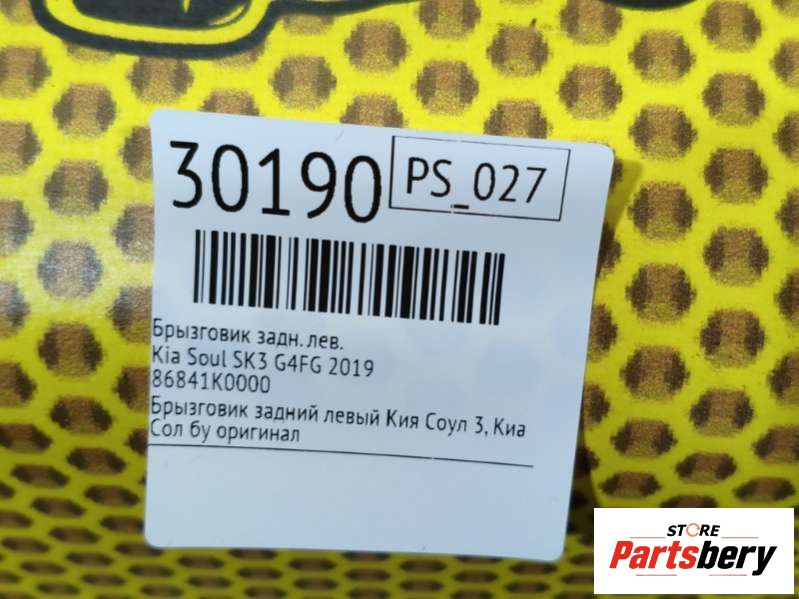 30190 PS_027
Брызговик задн. лев.
Kia Soul SK3 G4FG 2019
86841K0000
Брызговик задний левый Кия Соул 3, Киа
Сол бу оригинал
STORE
Partsbery